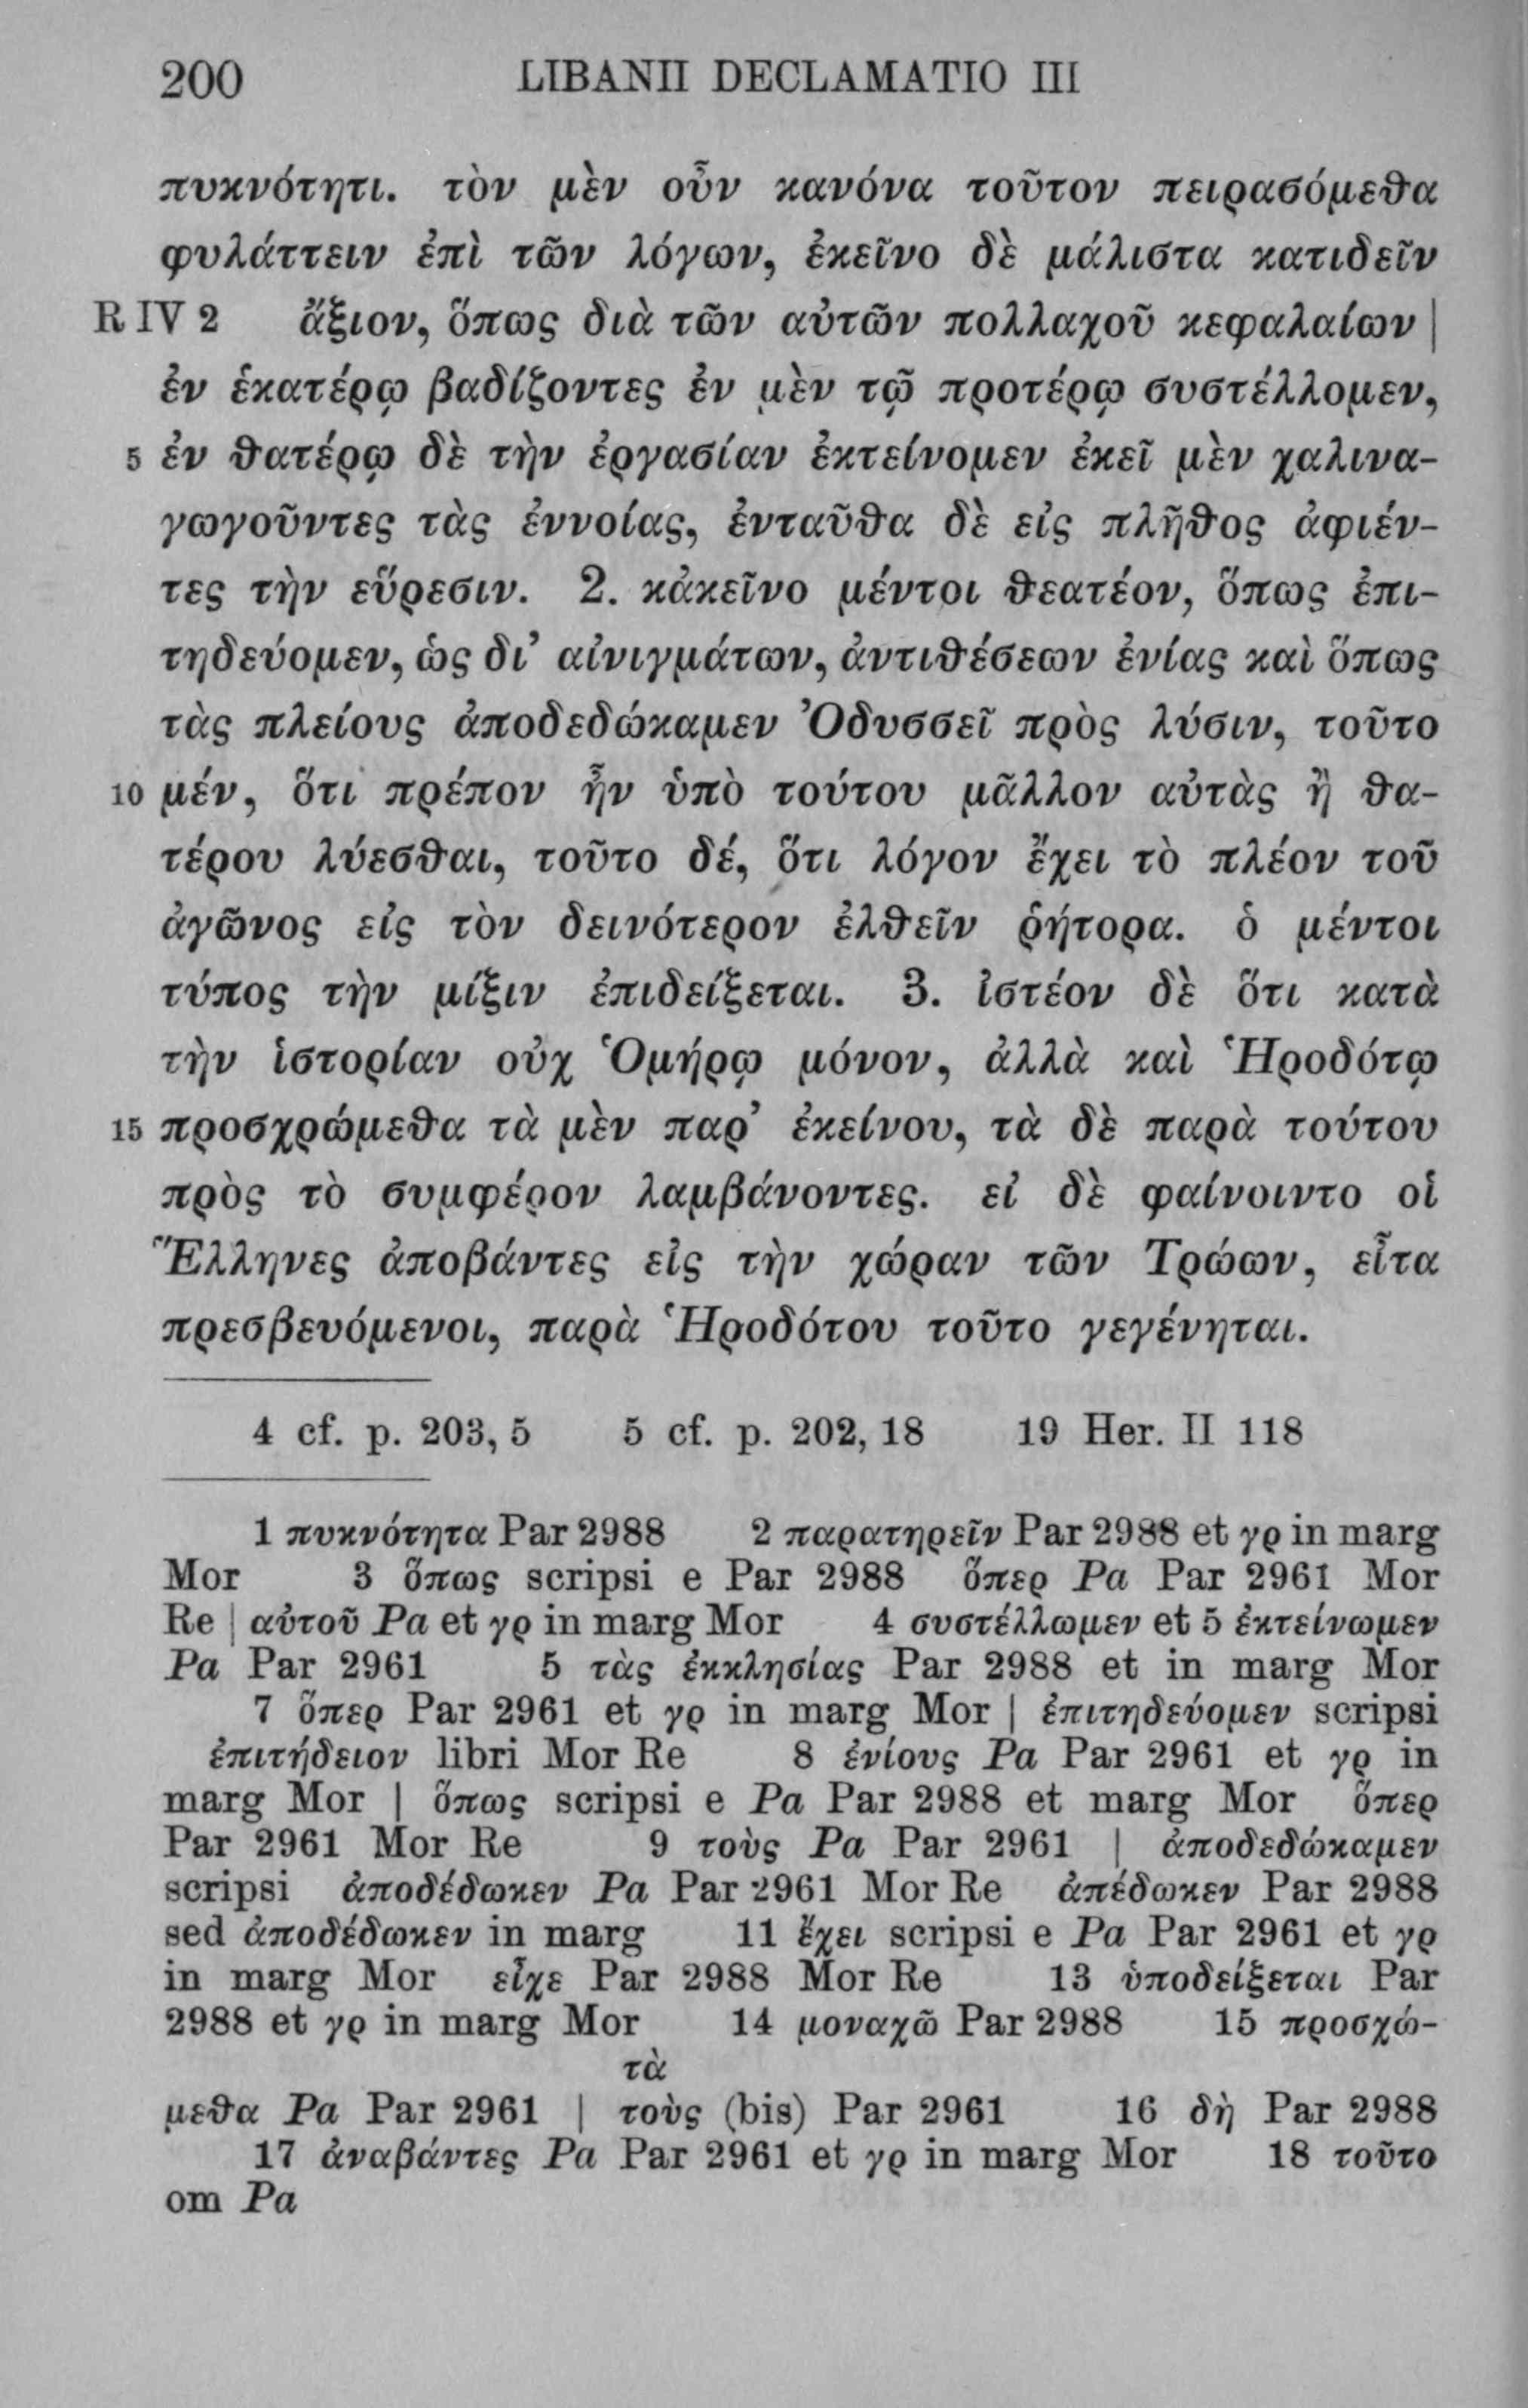 200 LIBANII DECLAMATIO III
πυκνότητι. τὸν μὲν οὖν κανόνα τοῦτον πειρασόμεθα
φυλάττειν ἐπὶ τῶν λόγων, ἐκεῖνο δὲ μάλιστα κατιδεῖν
R IV 2 ἄξιον, ὅπως διὰ τῶν αὐτῶν πολλαχοῦ κεφαλαίων |
ἐν ἑκατέρῳ βαδίζοντες ἐν μὲν τῷ προτέρῳ συστέλλομεν,
5 ἐν θατέρῳ δὲ τὴν ἐργασίαν ἐκτείνομεν ἐκεῖ μὲν χαλινα-
γωγοῦντες τὰς ἐννοίας, ἐνταῦθα δὲ εἰς πλῆθος ἀφιέν-
τες τὴν εὕρεσιν. 2. κἀκεῖνο μέντοι θεατέον, ὅπως ἐπι-
τηδεύομεν, ὡς δι’ αἰνιγμάτων, ἀντιθέσεων ἐνίας καὶ ὅπως
τὰς πλείους ἀποδεδώκαμεν Ὀδυσσεῖ πρὸς λύσιν, τοῦτο
10 μέν, ὅτι πρέπον ἦν ὑπὸ τούτου μᾶλλον αὐτὰς ἢ θα-
τέρου λύεσθαι, τοῦτο δέ, ὅτι λόγον ἔχει τὸ πλέον τοῦ
ἀγῶνος εἰς τὸν δεινότερον ἐλθεῖν ῥήτορα. ὁ μέντοι
τύπος τὴν μίξιν ἐπιδείξεται. 3. ἰστέον δὲ ὅτι κατὰ
τὴν ἱστορίαν οὐχ Ὁμήρῳ μόνον, ἀλλὰ καὶ Ἡροδότῳ
15 προσχρώμεθα τὰ μὲν παρ’ ἐκείνου, τὰ δὲ παρὰ τούτου
πρὸς τὸ συμφέρον λαμβάνοντες. εἰ δὲ φαίνοιντο οἱ
Ἕλληνες ἀποβάντες εἰς τὴν χώραν τῶν Τρώων, εἶτα
πρεσβευόμενοι, παρὰ Ἡροδότου τοῦτο γεγένηται.
4 cf. p. 203, 5 5 cf. p. 202, 18 19 Her. II 118
1 πυκνότητα Par 2988 2 παρατηρεῖν Par 2988 et γρ in marg
Mor 3 ὅπως scripsi e Par 2988 ὅπερ Pa Par 2961 Mor
Re | αὐτοῦ Pa et γρ in marg Mor 4 συστέλλωμεν et 5 ἐκτείνωμεν
Pa Par 2961 5 τὰς ἐκκλησίας Par 2988 et in marg Mor
7 ὅπερ Par 2961 et γρ in marg Mor | ἐπιτηδεύομεν scripsi
ἐπιτήδειον libri Mor Re 8 ἐνίους Pa Par 2961 et γρ in
marg Mor | ὅπως scripsi e Pa Par 2988 et marg Mor ὅπερ
Par 2961 Mor Re 9 τοὺς Pa Par 2961 | ἀποδεδώκαμεν
scripsi ἀποδέδωκεν Pa Par 2961 Mor Re ἀπέδωκεν Par 2988
sed ἀποδέδωκεν in marg 11 ἔχει scripsi e Pa Par 2961 et γρ
in marg Mor εἶχε Par 2988 Mor Re 13 ὑποδείξεται Par
2988 et γρ in marg Mor 14 μοναχῶ Par 2988 15 προσχώ-
τὰ
μεθα Pa Par 2961 | τοὺς (bis) Par 2961 16 δὴ Par 2988
17 ἀναβάντες Pa Par 2961 et γρ in marg Mor 18 τοῦτο
om Pa